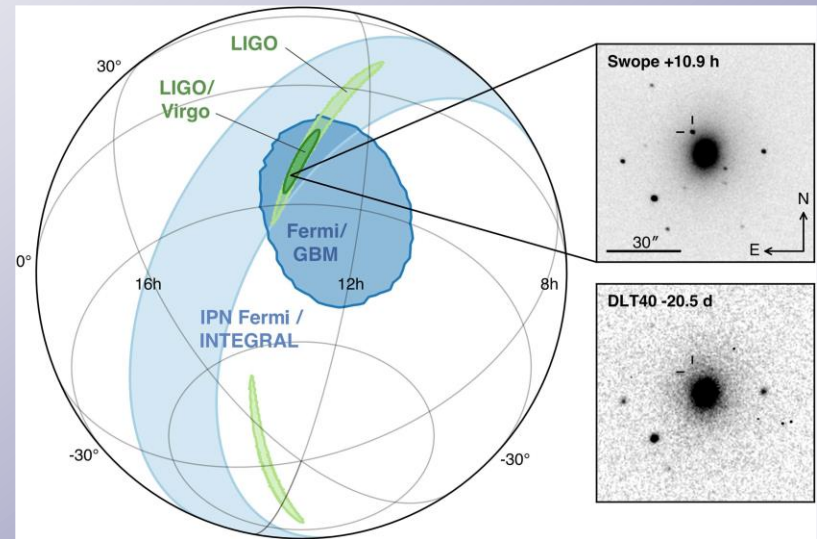 LIGO
30°
LIGO/
Virgo
Fermi/
GBM
0°
16h
12h
8h
IPN Fermi /
INTEGRAL
-30°
-30°
Swope +10.9 h
N
30"
E
DLT40 -20.5 d